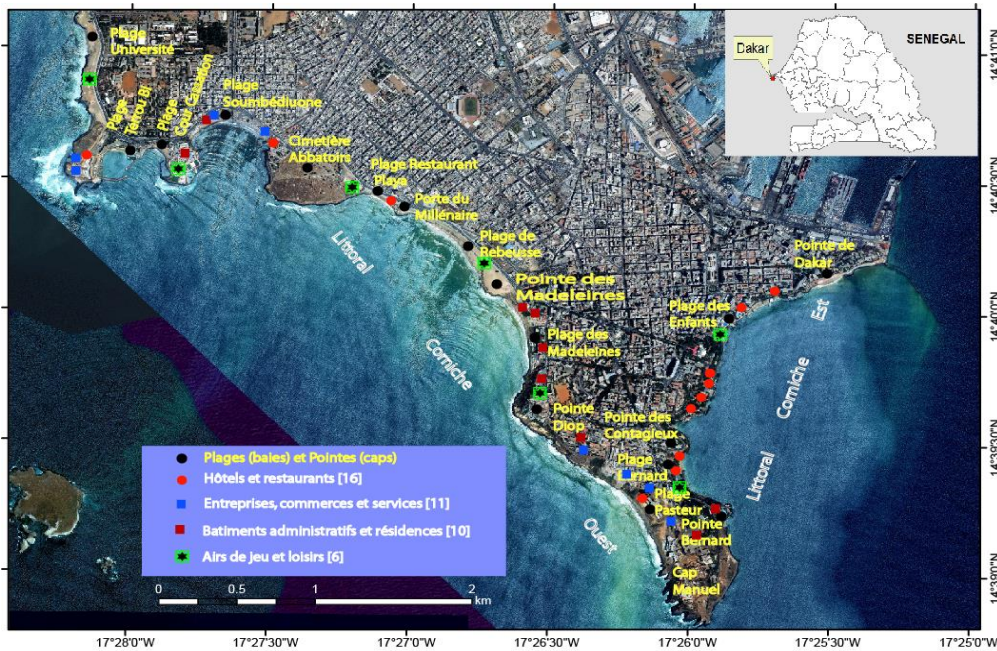 SENEGAL
Dakar
Plage
Université
Plage
Terrou Bi
Plage
Coul Cassadon
Plage
Soumbédiuone
Cimetière
Abbatoirs
Plage Restaurant
Playa
Porte du
Millénaire
Plage de
Rebeusse
Pointe des
Madeleines
Plage des
Madeleines
Pointe
Diop
Pointe de
Dakar
Plage des
Enfants
Pointe des
Contagieux
Plage
Bernard
Plage
Pasteur
Pointe
Bernard
Cap
Manuel
Littoral
Corniche
Ouest
Littoral
Corniche
Est
Plages (baies) et Pointes (caps)
Hôtels et restaurants [16]
Entreprises, commerces et services [11]
Batiments administratifs et résidences [10]
Airs de jeu et loisirs [6]
0 0.5 1 2
km
14°41'0"N
14°40'30"N
14°40'0"N
14°39'30"N
14°39'0"N
17°28'0"W 17°27'30"W 17°27'0"W 17°26'30"W 17°26'0"W 17°25'30"W 17°25'0"W